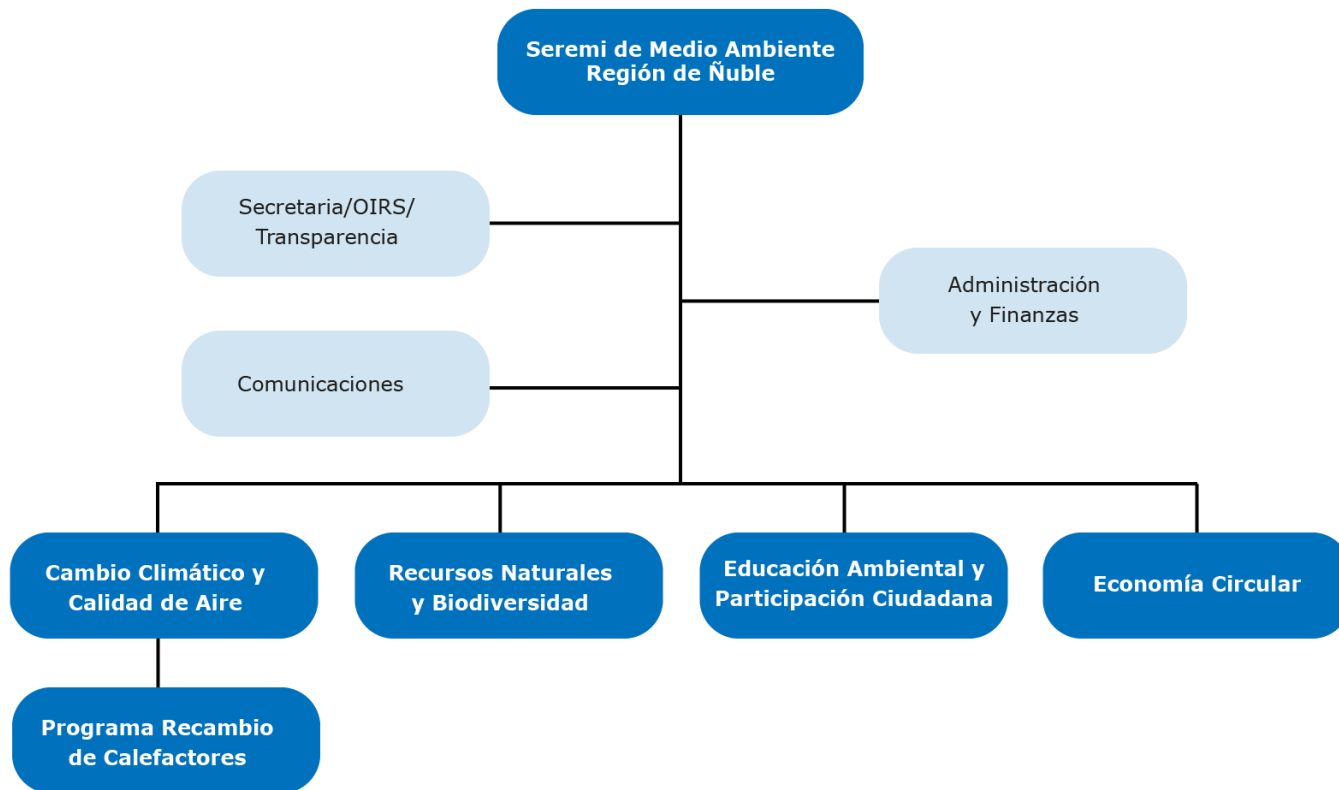 Seremi de Medio Ambiente
Región de Ñuble
Secretaria/OIRS/
Transparencia
Administración
y Finanzas
Comunicaciones
Cambio Climático y
Calidad de Aire
Recursos Naturales
y Biodiversidad
Educación Ambiental y
Participación Ciudadana
Economía Circular
Programa Recambio
de Calefactores